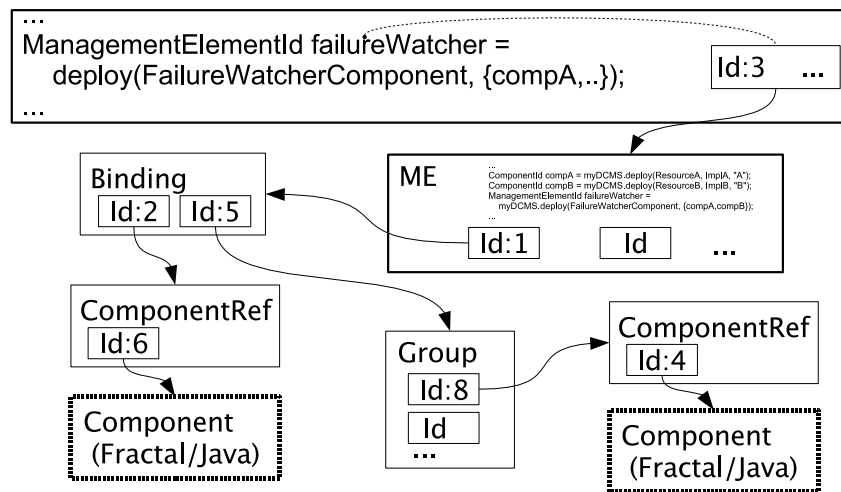 ...
ManagementElementId failureWatcher =
deploy(FailureWatcherComponent, {compA,..});
...
Id:3 ...
ME
...
ComponentId compA = myDCMS.deploy(ResourceA, ImplA, "A");
ComponentId compB = myDCMS.deploy(ResourceB, ImplB, "B");
ManagementElementId failureWatcher =
myDCMS.deploy(FailureWatcherComponent, {compA,compB});
...
Id:1 Id ...
Binding
Id:2 Id:5
ComponentRef
Id:6
Component
(Fractal/Java)
Group
Id:8
Id
...
ComponentRef
Id:4
Component
(Fractal/Java)